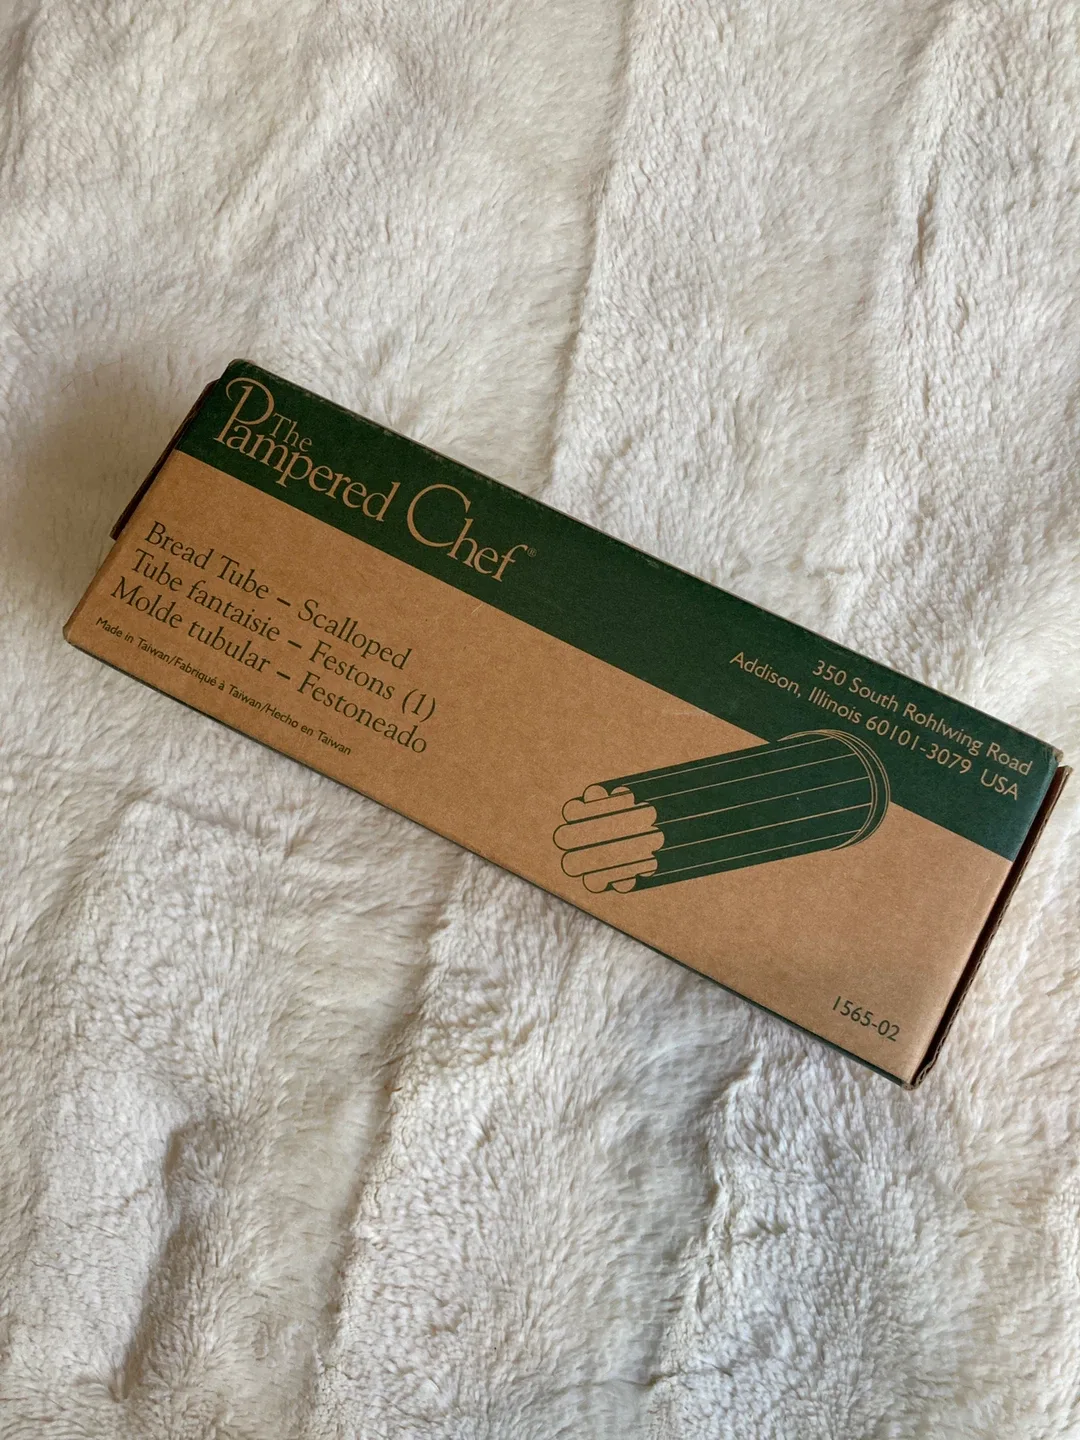 The
Pampered Chef®
Bread Tube – Scalloped
Tube fantaisie – Festons (1)
Molde tubular – Festoneado
Made in Taiwan/Fabriqué à Taiwan/Hecho en Taiwan
350 South Rohlwing Road
Addison, Illinois 60101-3079 USA
1565-02